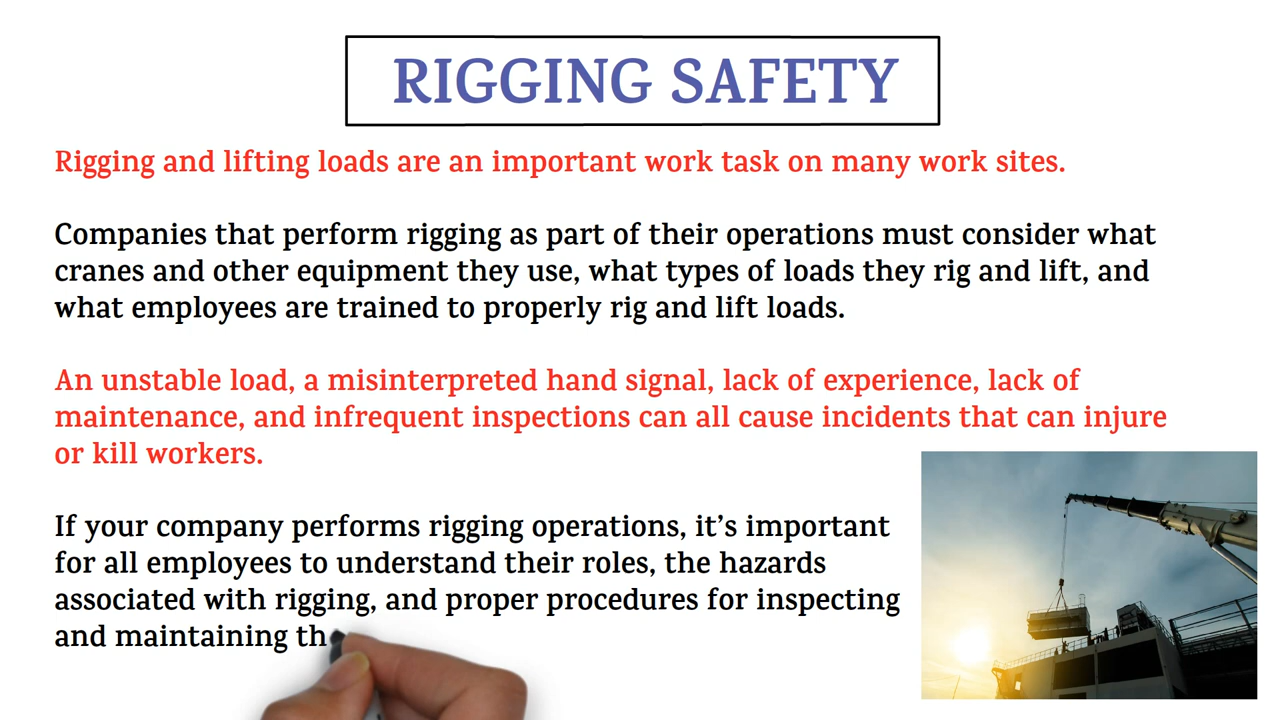 RIGGING SAFETY
Rigging and lifting loads are an important work task on many work sites.
Companies that perform rigging as part of their operations must consider what
cranes and other equipment they use, what types of loads they rig and lift, and
what employees are trained to properly rig and lift loads.
An unstable load, a misinterpreted hand signal, lack of experience, lack of
maintenance, and infrequent inspections can all cause incidents that can injure
or kill workers.
If your company performs rigging operations, it’s important
for all employees to understand their roles, the hazards
associated with rigging, and proper procedures for inspecting
and maintaining th